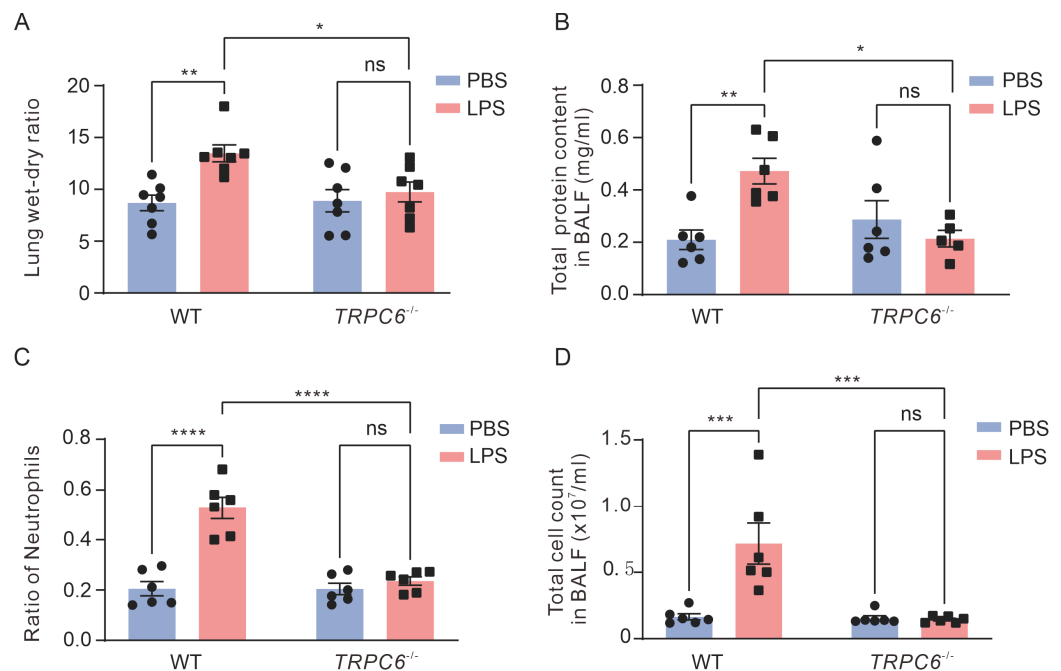 A
*
**
ns
PBS
LPS
Lung wet-dry ratio
20
15
10
5
0
WT
TRPC6-/-
B
*
**
ns
PBS
LPS
Total protein content
in BALF (mg/ml)
0.8
0.6
0.4
0.2
0.0
WT
TRPC6-/-
C
****
****
ns
PBS
LPS
Ratio of Neutrophils
0.8
0.6
0.4
0.2
0.0
WT
TRPC6-/-
D
***
***
ns
PBS
LPS
Total cell count
in BALF (x10⁷/ml)
1.5
1.0
0.5
0
WT
TRPC6-/-